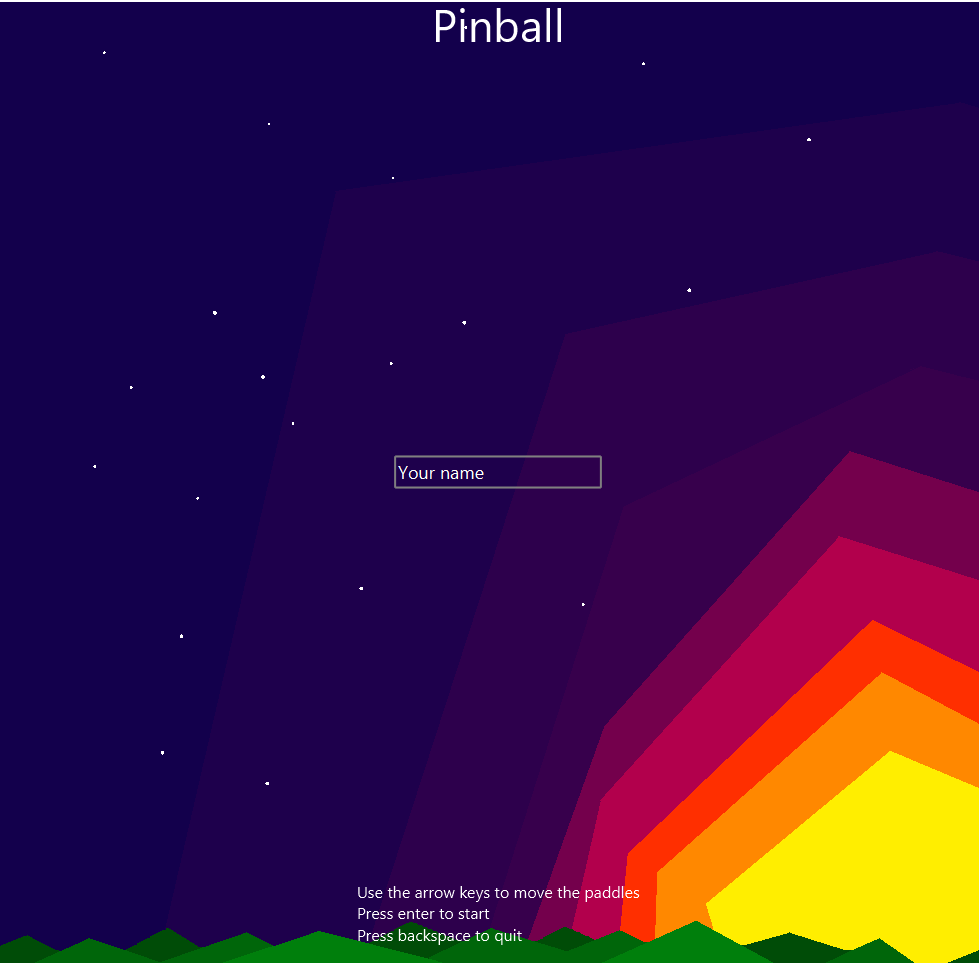 Pinball
Your name
Use the arrow keys to move the paddles
Press enter to start
Press backspace to quit